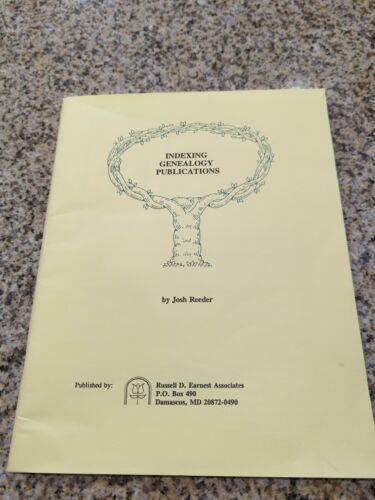 INDEXING
GENEALOGY
PUBLICATIONS
by Josh Reeder
Published by:
Russell D. Earnest Associates
P.O. Box 490
Damascus, MD 20872-0490